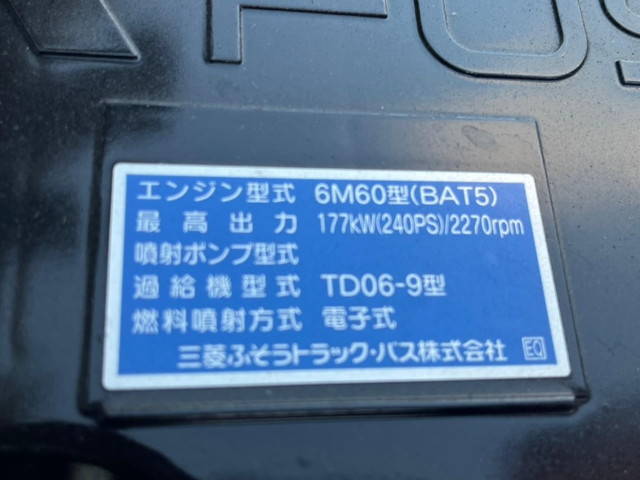 エンジン型式 6M60型(BAT5)
最高出力 177kW(240PS)/2270rpm
噴射ポンプ型式
過給機型式 TD06-9型
燃料噴射方式 電子式
三菱ふそうトラック・バス株式会社 EQ